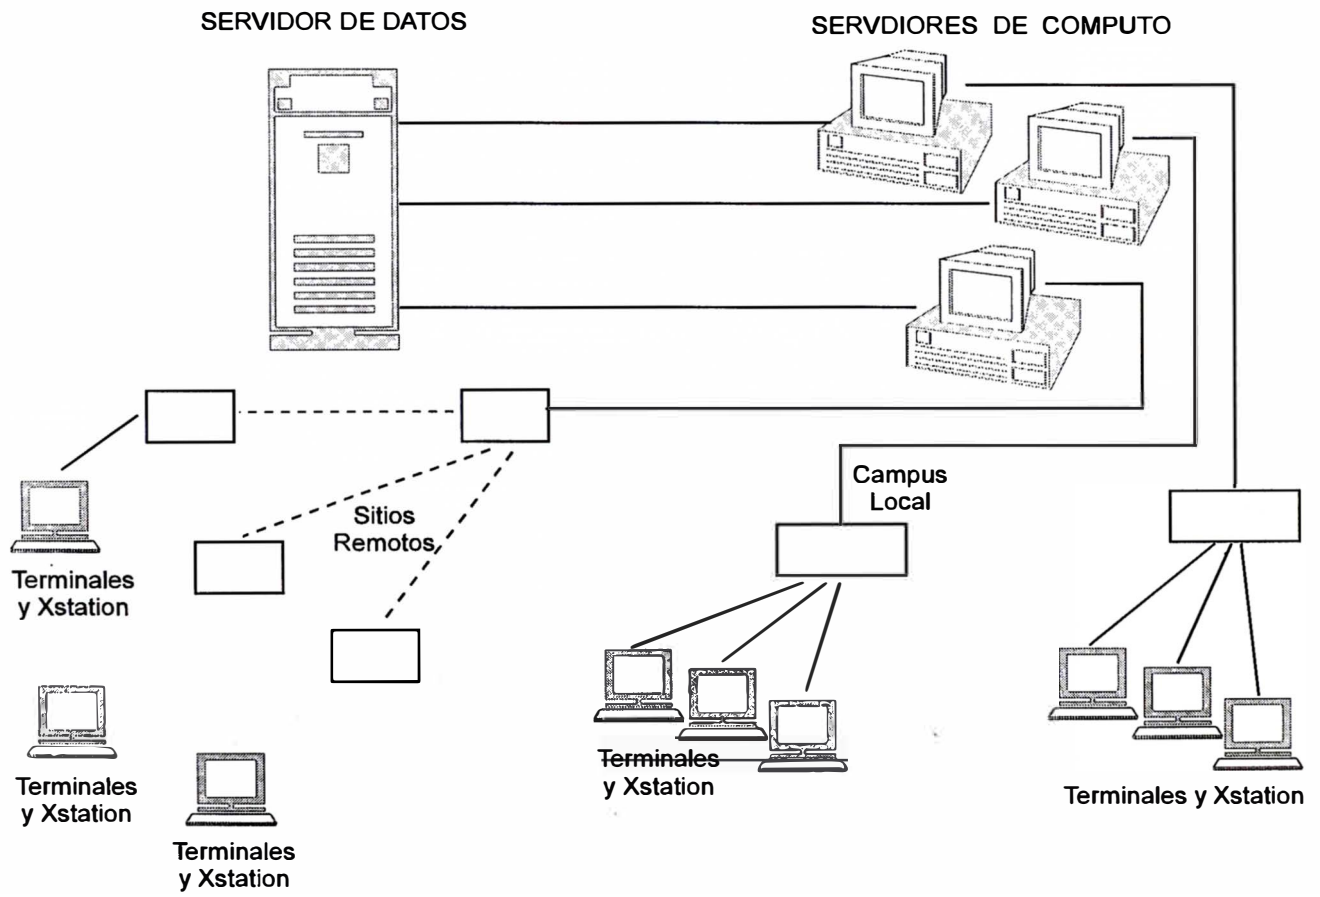 SERVIDOR DE DATOS
SERVDIORES DE COMPUTO
Campus
Local
Sitios
Remotos
Terminales
y Xstation
Terminales
y Xstation
Terminales
y Xstation
Terminales
y Xstation
Terminales y Xstation